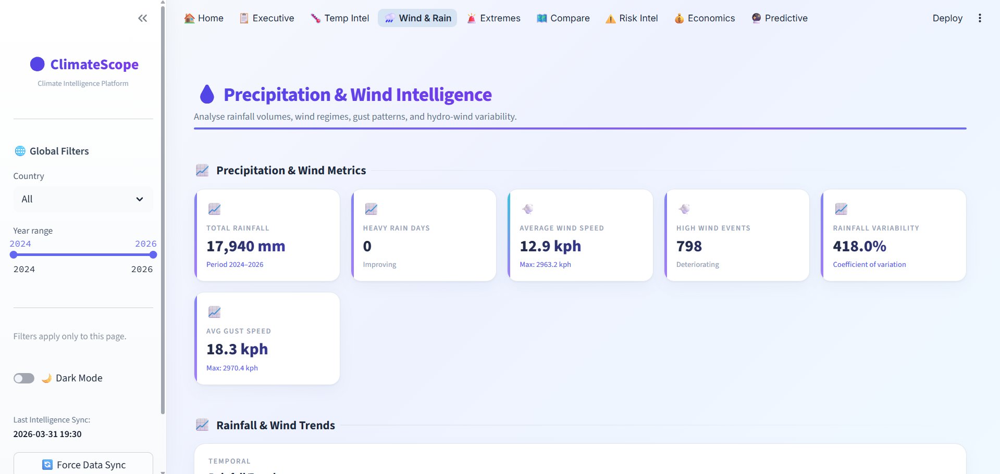 Home
Executive
Temp Intel
Wind & Rain
Extremes
Compare
Risk Intel
Economics
Predictive
Deploy
ClimateScope
Climate Intelligence Platform
Global Filters
Country
All
Year range
2024 2026
2024 2026
Filters apply only to this page.
Dark Mode
Last Intelligence Sync:
2026-03-31 19:30
Force Data Sync
Precipitation & Wind Intelligence
Analyse rainfall volumes, wind regimes, gust patterns, and hydro-wind variability.
Precipitation & Wind Metrics
TOTAL RAINFALL
17,940 mm
Period 2024–2026
HEAVY RAIN DAYS
0
Improving
AVERAGE WIND SPEED
12.9 kph
Max: 2963.2 kph
HIGH WIND EVENTS
798
Deteriorating
RAINFALL VARIABILITY
418.0%
Coefficient of variation
AVG GUST SPEED
18.3 kph
Max: 2970.4 kph
Rainfall & Wind Trends
TEMPORAL